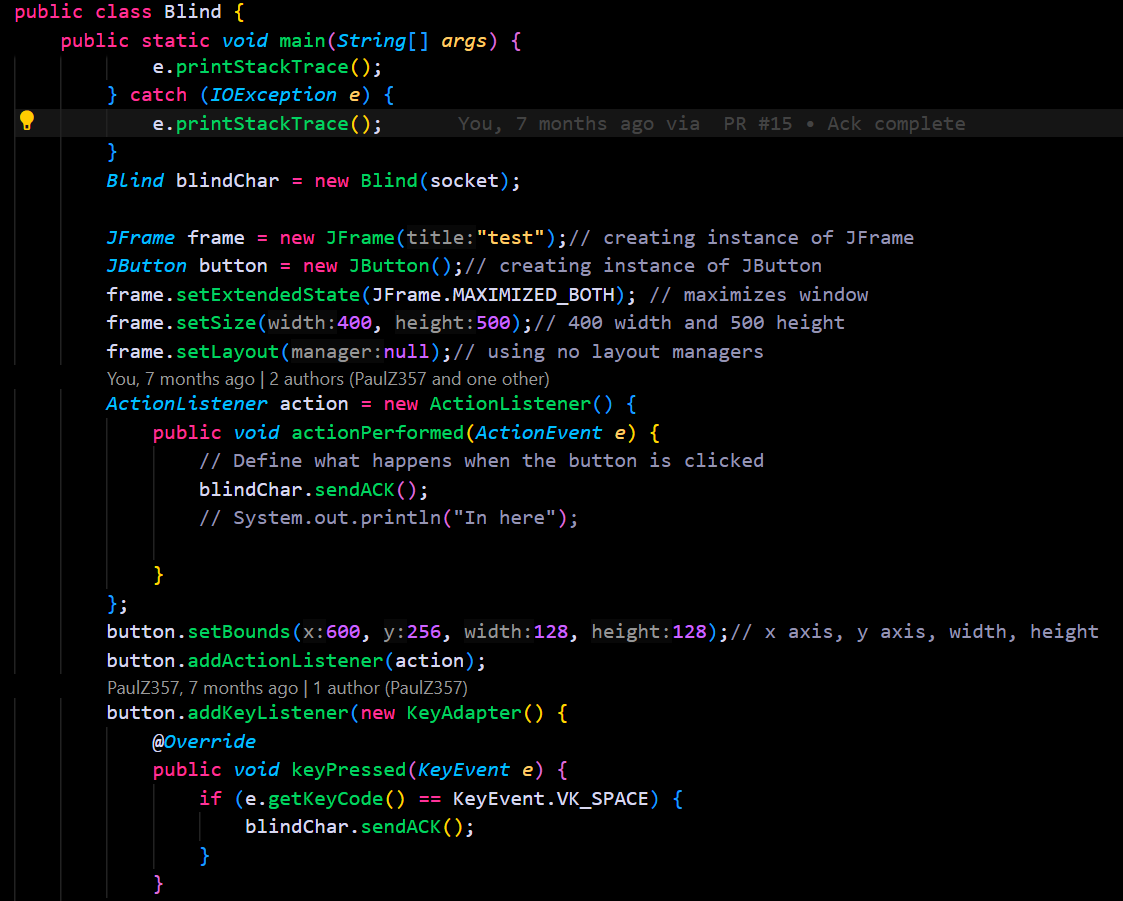 public class Blind {
public static void main(String[] args) {
e.printStackTrace();
} catch (IOException e) {
e.printStackTrace(); You, 7 months ago via PR #15 • Ack complete
}
Blind blindChar = new Blind(socket);
JFrame frame = new JFrame(title:"test");// creating instance of JFrame
JButton button = new JButton();// creating instance of JButton
frame.setExtendedState(JFrame.MAXIMIZED_BOTH); // maximizes window
frame.setSize(width:400, height:500);// 400 width and 500 height
frame.setLayout(manager:null);// using no layout managers
You, 7 months ago | 2 authors (PaulZ357 and one other)
ActionListener action = new ActionListener() {
public void actionPerformed(ActionEvent e) {
// Define what happens when the button is clicked
blindChar.sendACK();
// System.out.println("In here");
}
};
button.setBounds(x:600, y:256, width:128, height:128);// x axis, y axis, width, height
button.addActionListener(action);
PaulZ357, 7 months ago | 1 author (PaulZ357)
button.addKeyListener(new KeyAdapter() {
@Override
public void keyPressed(KeyEvent e) {
if (e.getKeyCode() == KeyEvent.VK_SPACE) {
blindChar.sendACK();
}
}